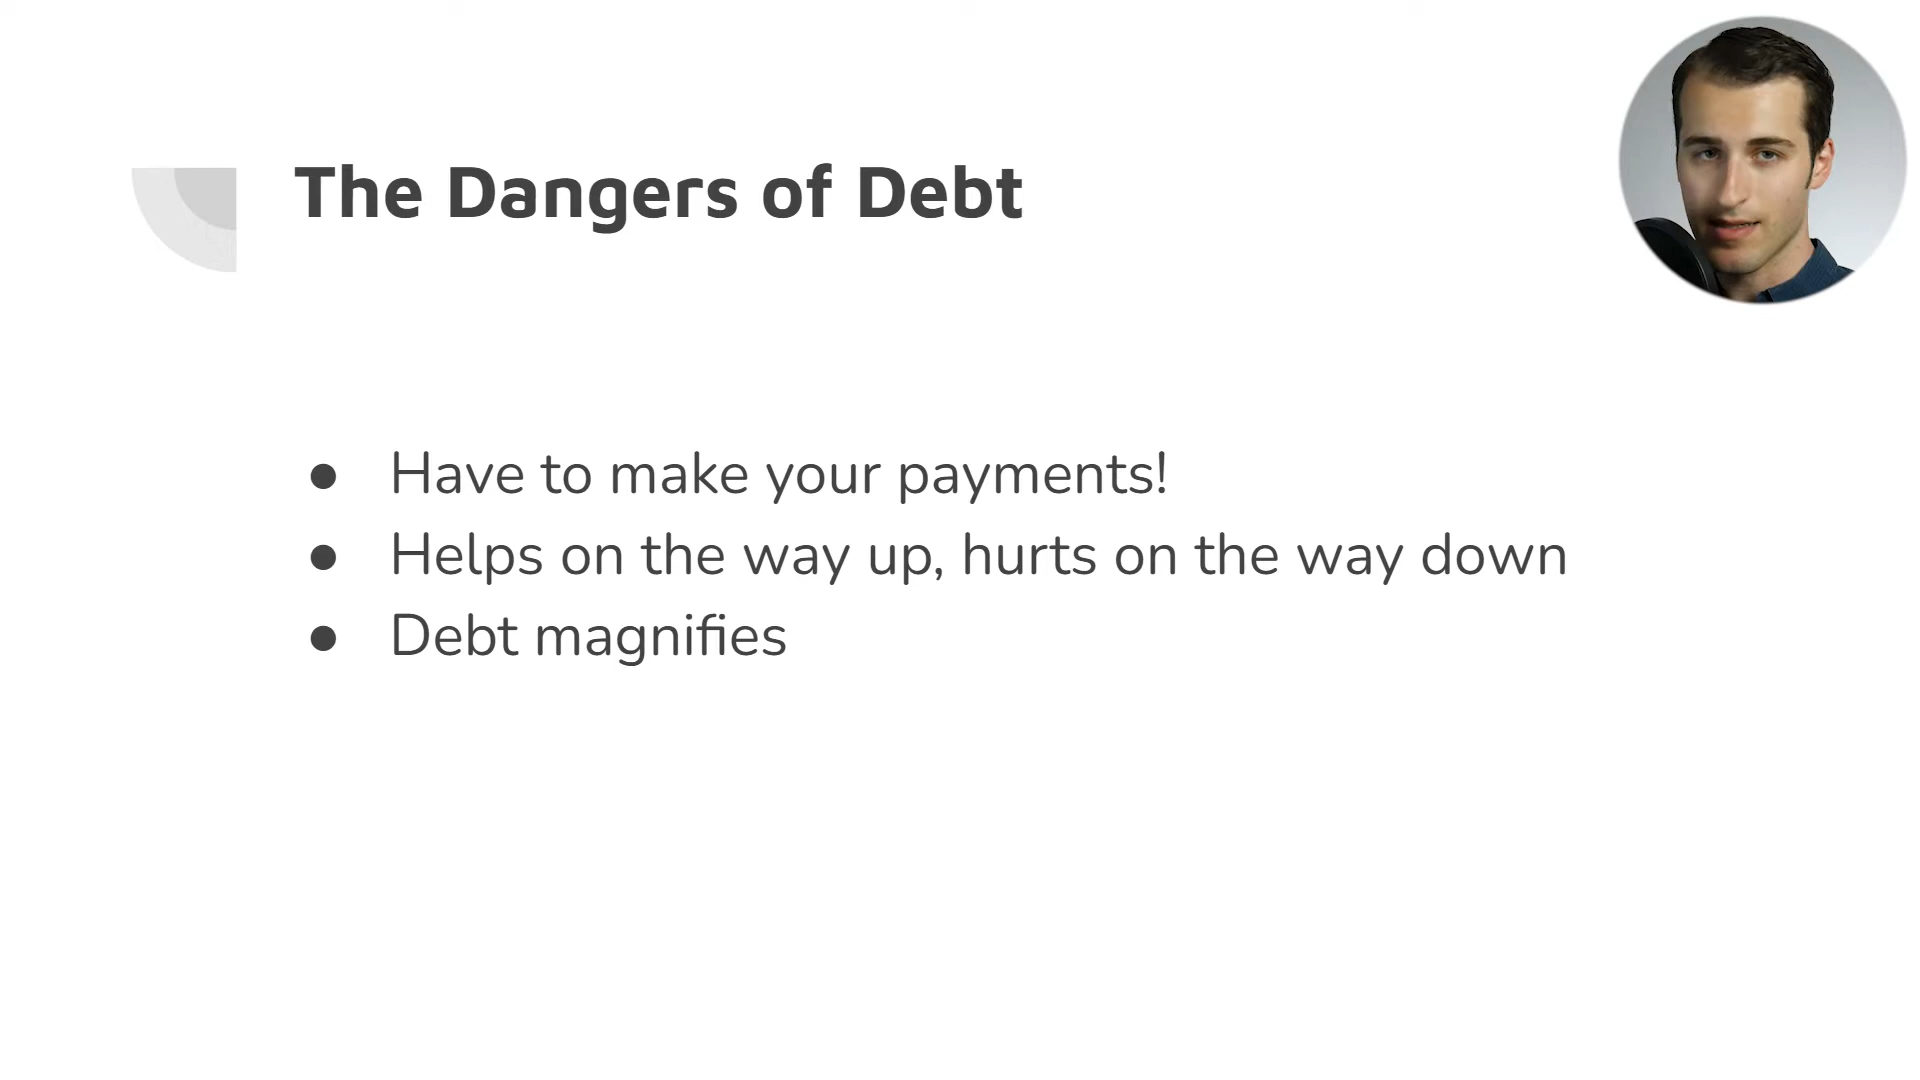 The Dangers of Debt
● Have to make your payments!
● Helps on the way up, hurts on the way down
● Debt magnifies